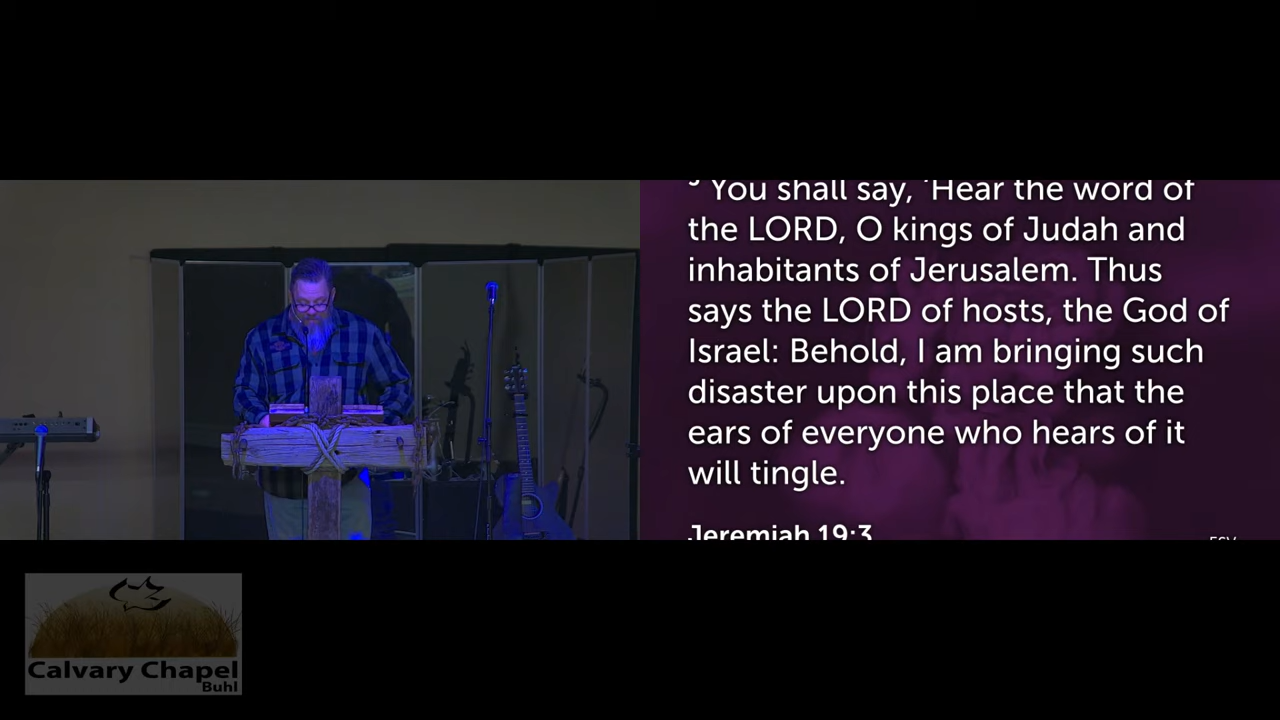 3 You shall say, ‘Hear the word of
the LORD, O kings of Judah and
inhabitants of Jerusalem. Thus
says the LORD of hosts, the God of
Israel: Behold, I am bringing such
disaster upon this place that the
ears of everyone who hears of it
will tingle.
Jeremiah 19:3
ESV
Calvary Chapel
Buhl